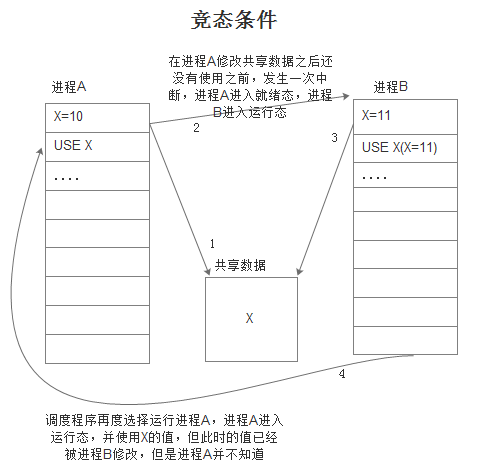 竞态条件
在进程A修改共享数据之后还
没有使用之前，发生一次中
断，进程A进入就绪态，进程
B进入运行态
进程A
进程B
X=10
USE X
....
X=11
USE X(X=11)
....
2
3
1
共享数据
X
4
调度程序再度选择运行进程A，进程A进入
运行态，并使用X的值，但此时的值已经
被进程B修改，但是进程A并不知道